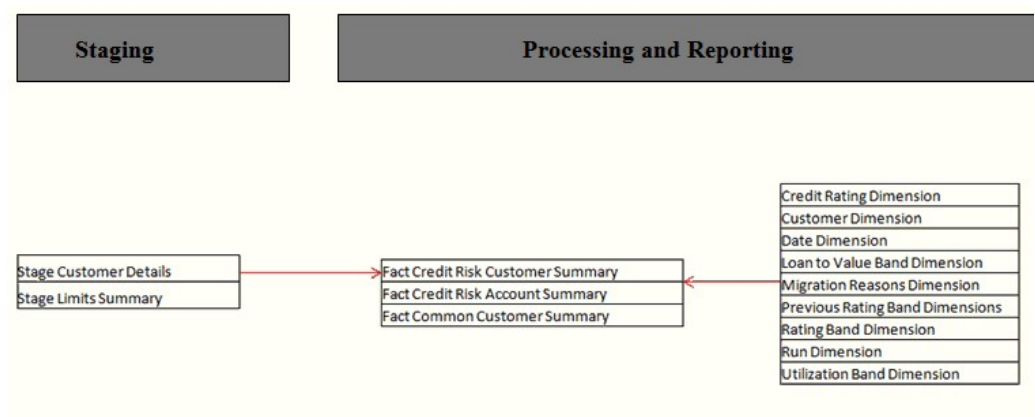 Staging
Processing and Reporting
Stage Customer Details
Stage Limits Summary
Fact Credit Risk Customer Summary
Fact Credit Risk Account Summary
Fact Common Customer Summary
Credit Rating Dimension
Customer Dimension
Date Dimension
Loan to Value Band Dimension
Migration Reasons Dimension
Previous Rating Band Dimensions
Rating Band Dimension
Run Dimension
Utilization Band Dimension